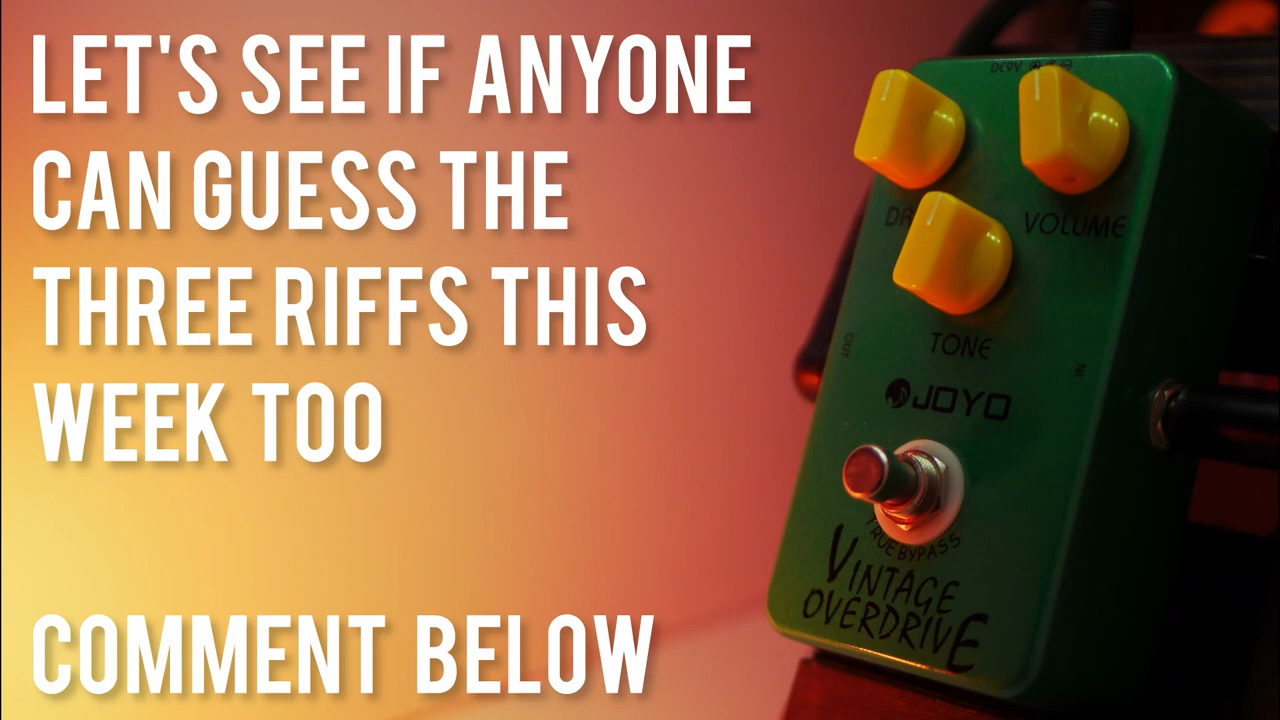 LET'S SEE IF ANYONE
CAN GUESS THE
THREE RIFFS THIS
WEEK TOO
COMMENT BELOW
DC9V
VOLUME
TONE
OUT
IN
JOYO
TRUE BYPASS
VINTAGE
OVERDRIVE